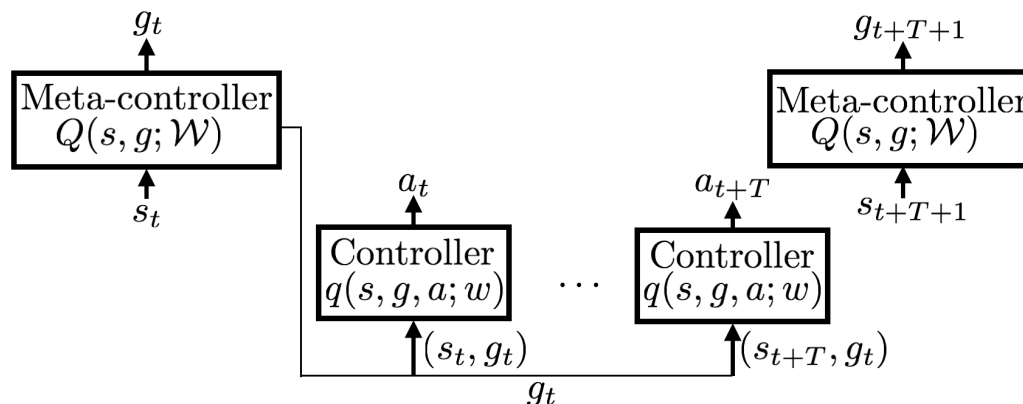 g_t
Meta-controller
Q(s, g; 𝒲)
s_t
g_{t+T+1}
Meta-controller
Q(s, g; 𝒲)
s_{t+T+1}
a_t
Controller
q(s, g, a; w)
(s_t, g_t)
· · ·
a_{t+T}
Controller
q(s, g, a; w)
(s_{t+T}, g_t)
g_t